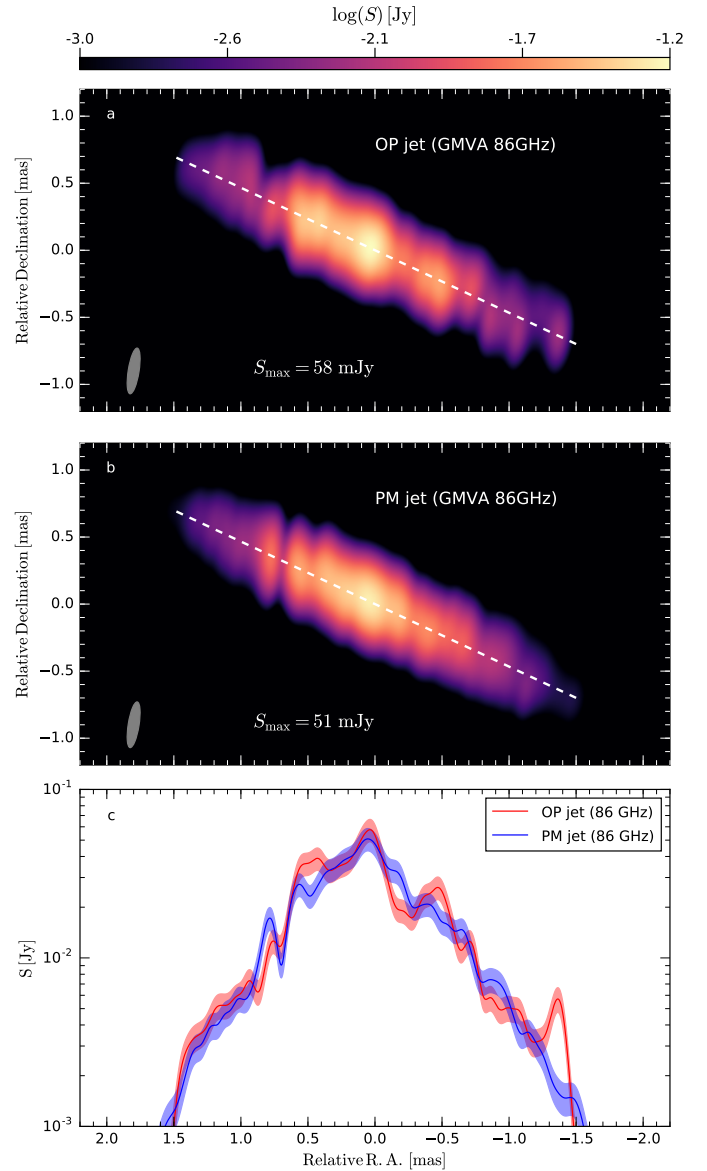 log(S) [Jy]
-3.0 -2.6 -2.1 -1.7 -1.2
a
OP jet (GMVA 86GHz)
1.0
0.5
0.0
−0.5
−1.0
Relative Declination [mas]
S_max = 58 mJy
b
PM jet (GMVA 86GHz)
1.0
0.5
0.0
−0.5
−1.0
Relative Declination [mas]
S_max = 51 mJy
c
OP jet (86 GHz)
PM jet (86 GHz)
10^-1
10^-2
10^-3
S [Jy]
2.0 1.5 1.0 0.5 0.0 −0.5 −1.0 −1.5 −2.0
Relative R. A. [mas]